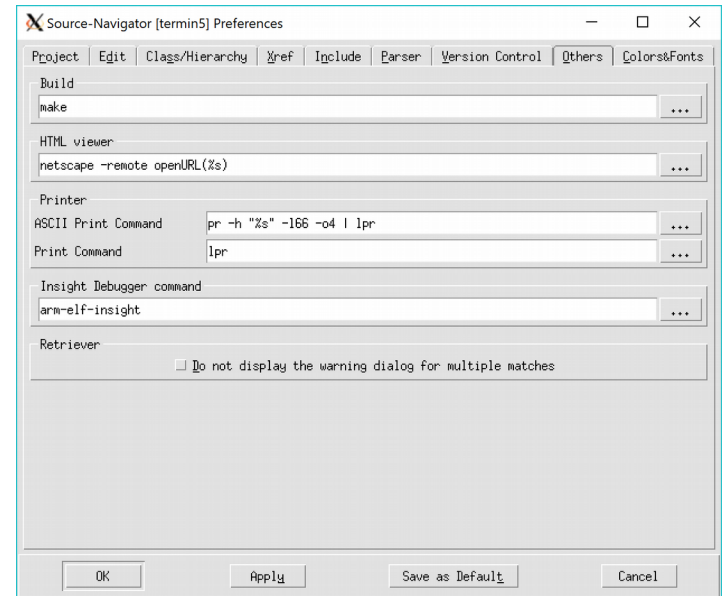 Source-Navigator [termin5] Preferences
Project Edit Class/Hierarchy Xref Include Parser Version Control Others Colors&Fonts
Build
make ...
HTML viewer
netscape -remote openURL(%s) ...
Printer
ASCII Print Command pr -h "%s" -l66 -o4 | lpr ...
Print Command lpr ...
Insight Debugger command
arm-elf-insight ...
Retriever
Do not display the warning dialog for multiple matches
OK Apply Save as Default Cancel